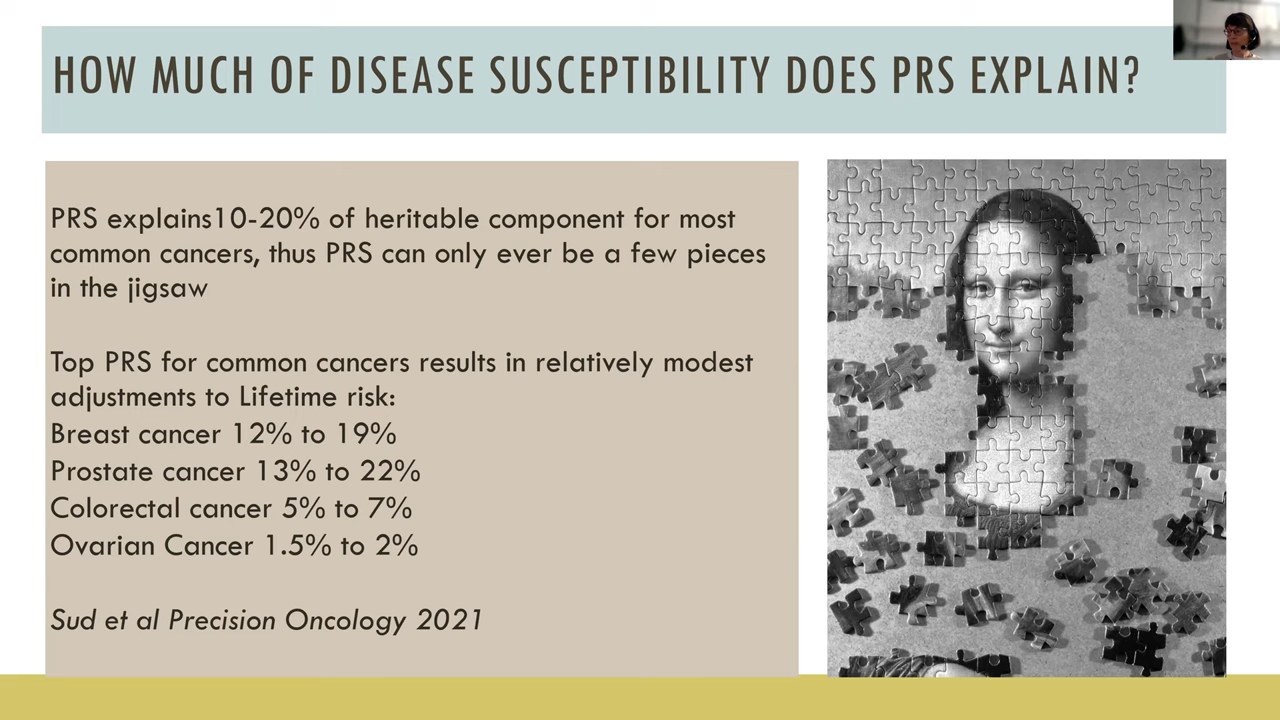 HOW MUCH OF DISEASE SUSCEPTIBILITY DOES PRS EXPLAIN?
PRS explains10-20% of heritable component for most
common cancers, thus PRS can only ever be a few pieces
in the jigsaw
Top PRS for common cancers results in relatively modest
adjustments to Lifetime risk:
Breast cancer 12% to 19%
Prostate cancer 13% to 22%
Colorectal cancer 5% to 7%
Ovarian Cancer 1.5% to 2%
Sud et al Precision Oncology 2021